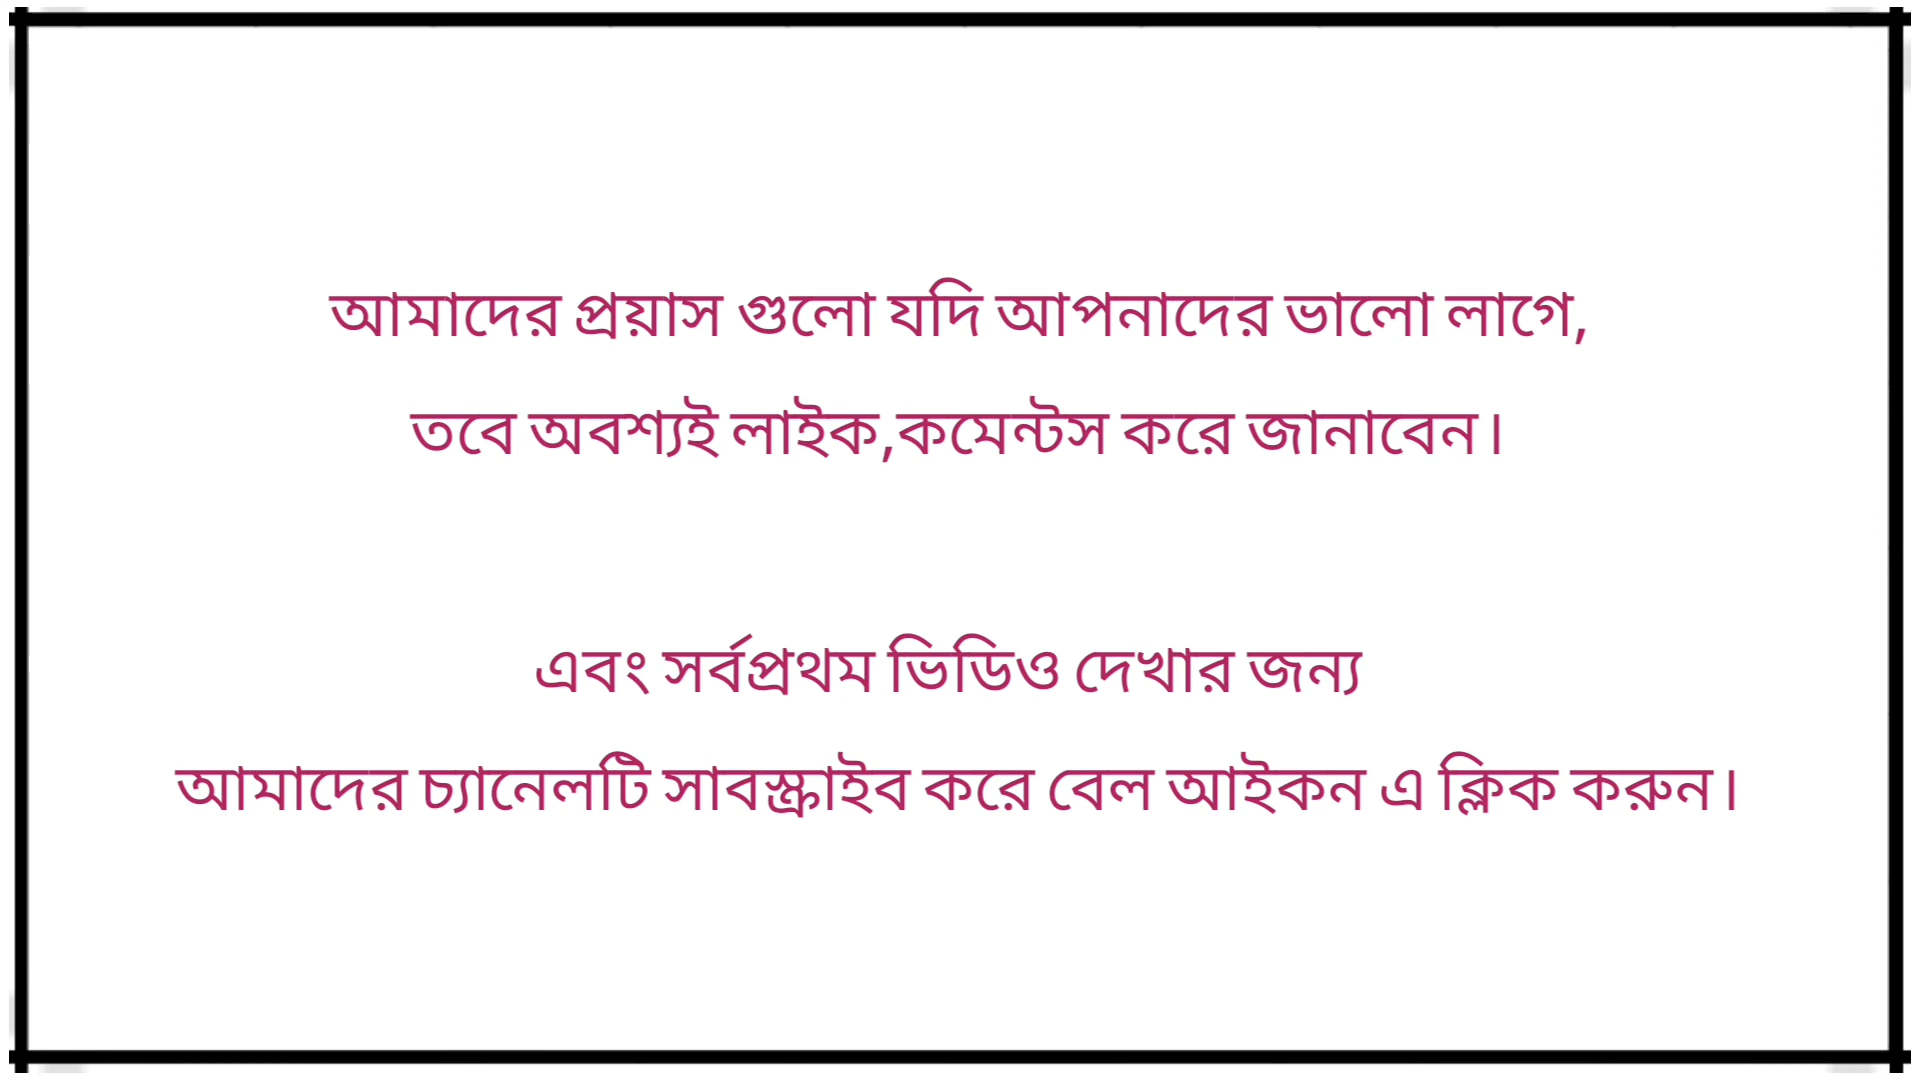 আমাদের প্রয়াস গুলো যদি আপনাদের ভালো লাগে,
তবে অবশ্যই লাইক,কমেন্টস করে জানাবেন।
এবং সর্বপ্রথম ভিডিও দেখার জন্য
আমাদের চ্যানেলটি সাবস্ক্রাইব করে বেল আইকন এ ক্লিক করুন।